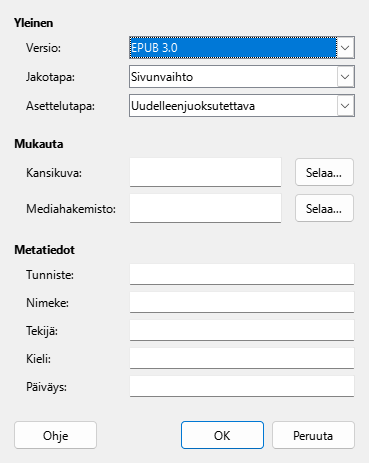 Yleinen
Versio: EPUB 3.0
Jakotapa: Sivunvaihto
Asettelutapa: Uudelleenjuoksutettava
Mukauta
Kansikuva: Selaa...
Mediahakemisto: Selaa...
Metatiedot
Tunniste:
Nimeke:
Tekijä:
Kieli:
Päiväys:
Ohje OK Peruuta